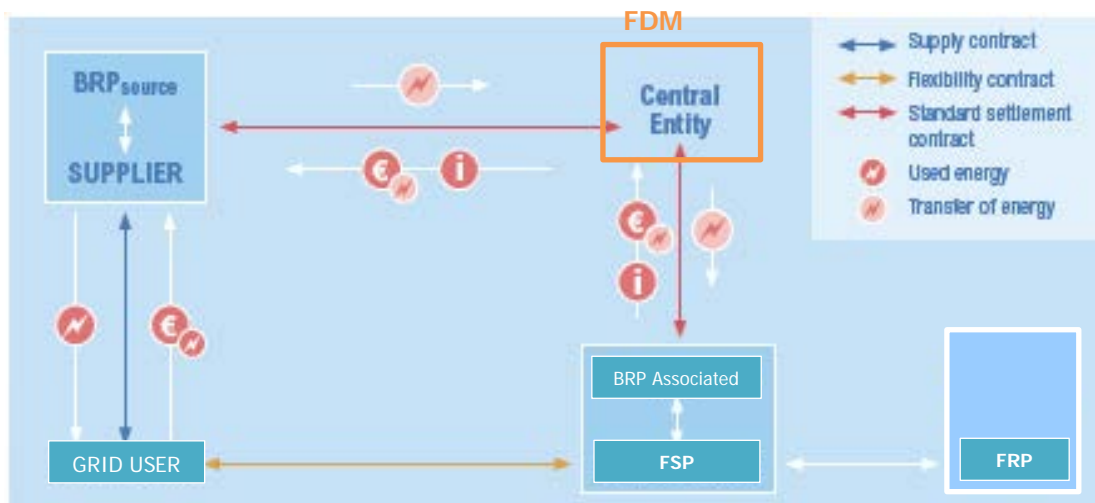 FDM
BRPsource
SUPPLIER
Central
Entity
Supply contract
Flexibility contract
Standard settlement
contract
Used energy
Transfer of energy
€
i
€
i
€
BRP Associated
GRID USER
FSP
FRP